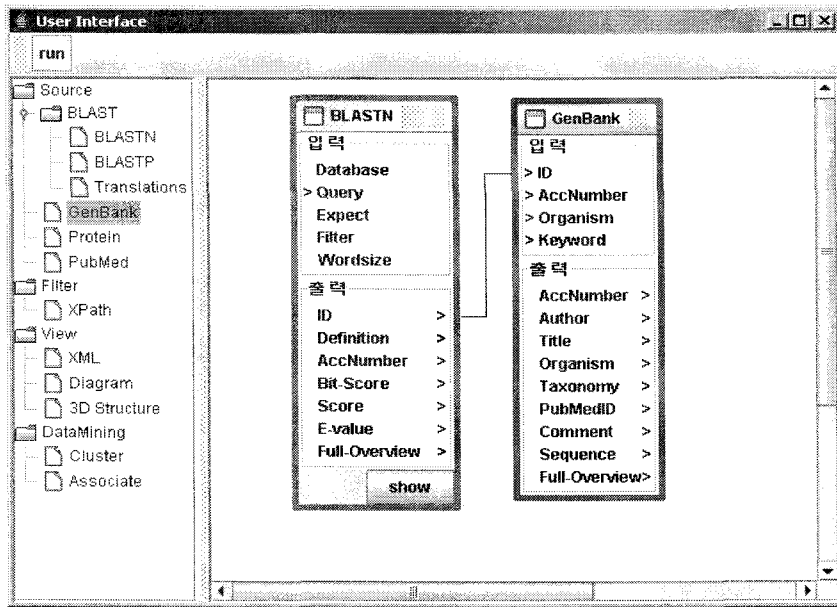 User Interface
run
Source
BLAST
BLASTN
BLASTP
Translations
GenBank
Protein
PubMed
Filter
XPath
View
XML
Diagram
3D Structure
DataMining
Cluster
Associate
BLASTN
입 력
Database
> Query
Expect
Filter
Wordsize
출 력
ID >
Definition >
AccNumber >
Bit-Score >
Score >
E-value >
Full-Overview >
show
GenBank
입 력
> ID
> AccNumber
> Organism
> Keyword
출 력
AccNumber >
Author >
Title >
Organism >
Taxonomy >
PubMedID >
Comment >
Sequence >
Full-Overview>